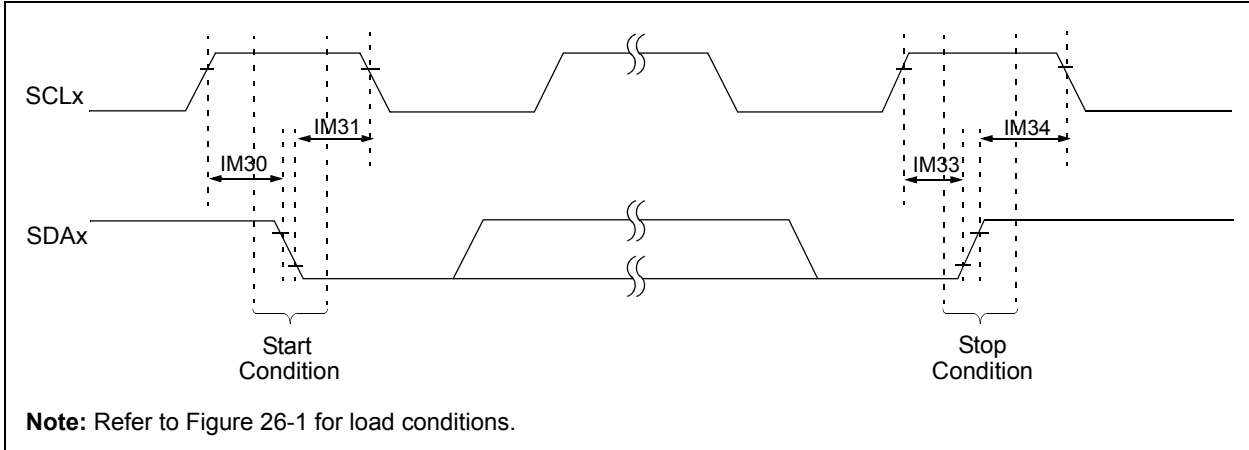 SCLx
IM31
IM34
IM30
IM33
SDAx
Start
Condition
Stop
Condition
Note: Refer to Figure 26-1 for load conditions.